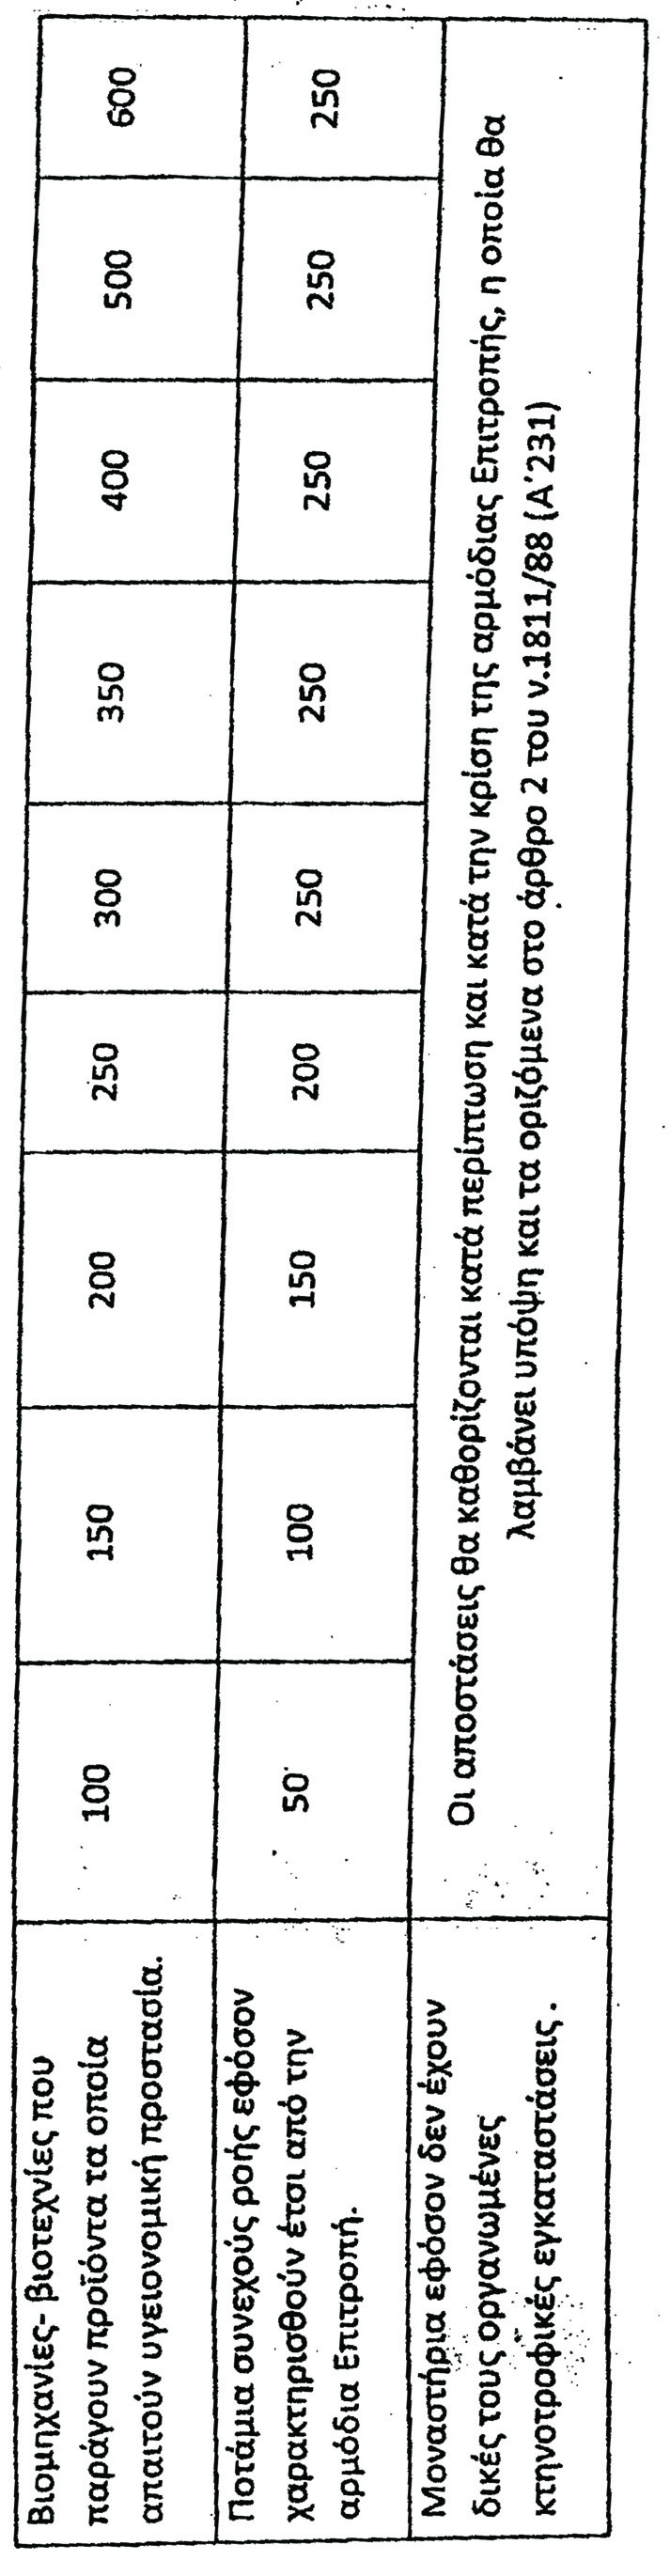 Βιομηχανίες- βιοτεχνίες που
παράγουν προϊόντα τα οποία
απαιτούν υγειονομική προστασία.
100 150 200 250 300 350 400 500 600
Ποτάμια συνεχούς ροής εφόσον
χαρακτηρισθούν έτσι από την
αρμόδια Επιτροπή.
50 100 150 200 250 250 250 250 250
Μοναστήρια εφόσον δεν έχουν
δικές τους οργανωμένες
κτηνοτροφικές εγκαταστάσεις.
Οι αποστάσεις θα καθορίζονται κατά περίπτωση και κατά την κρίση της αρμόδιας Επιτροπής, η οποία θα
λαμβάνει υπόψη και τα οριζόμενα στο άρθρο 2 του ν.1811/88 (Α΄231)